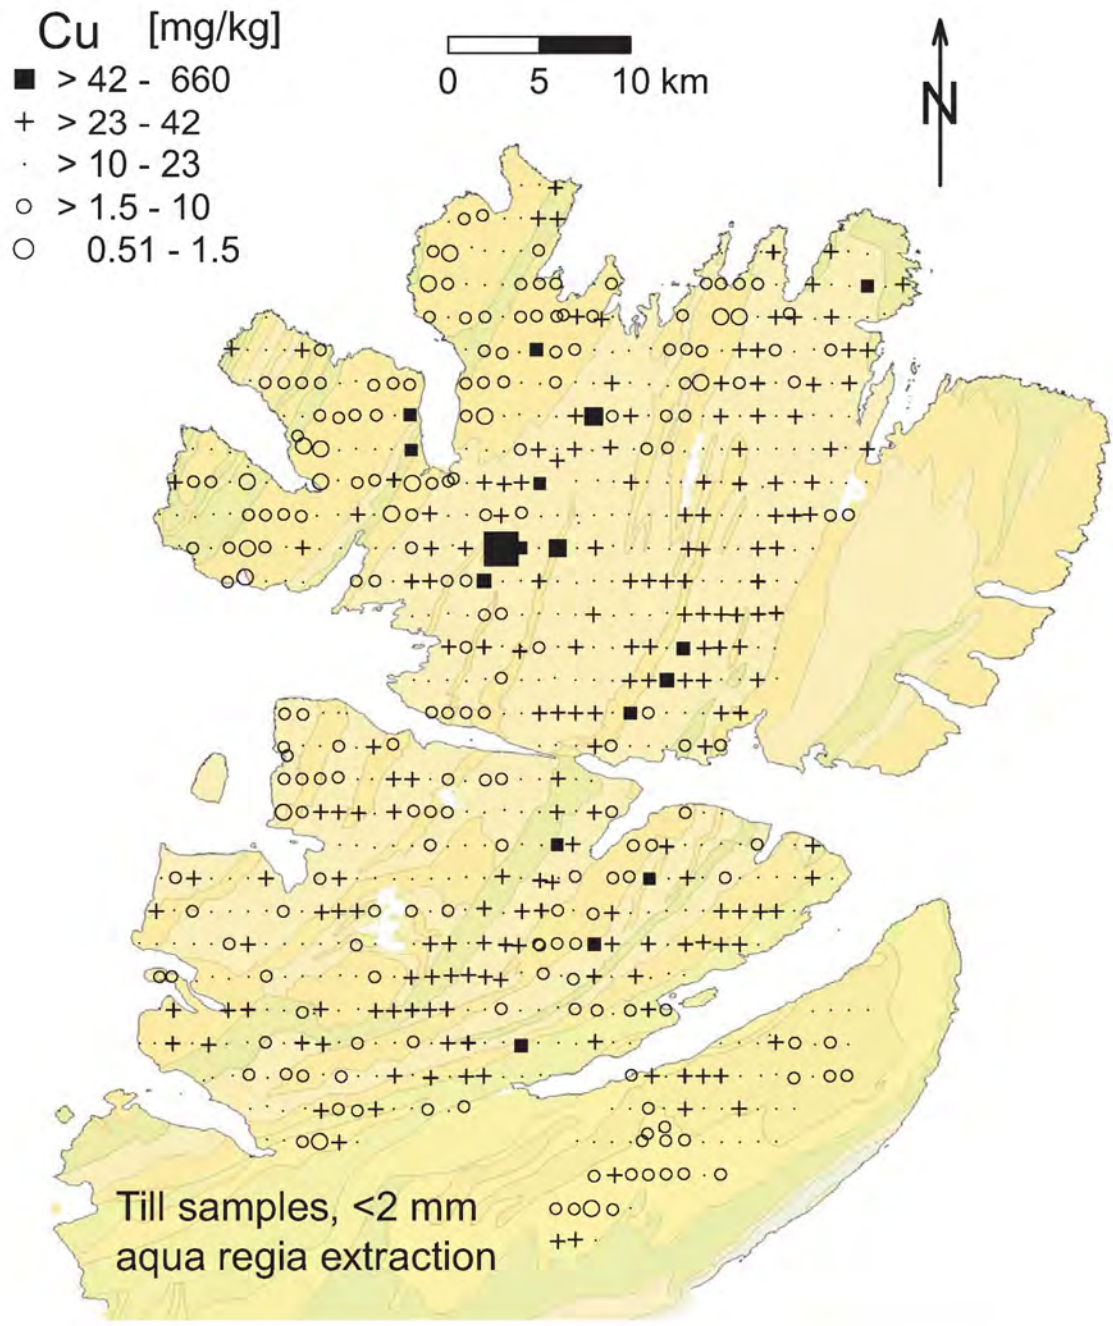 Cu [mg/kg]
> 42 - 660
> 23 - 42
> 10 - 23
> 1.5 - 10
0.51 - 1.5
0 5 10 km
N
Till samples, <2 mm
aqua regia extraction